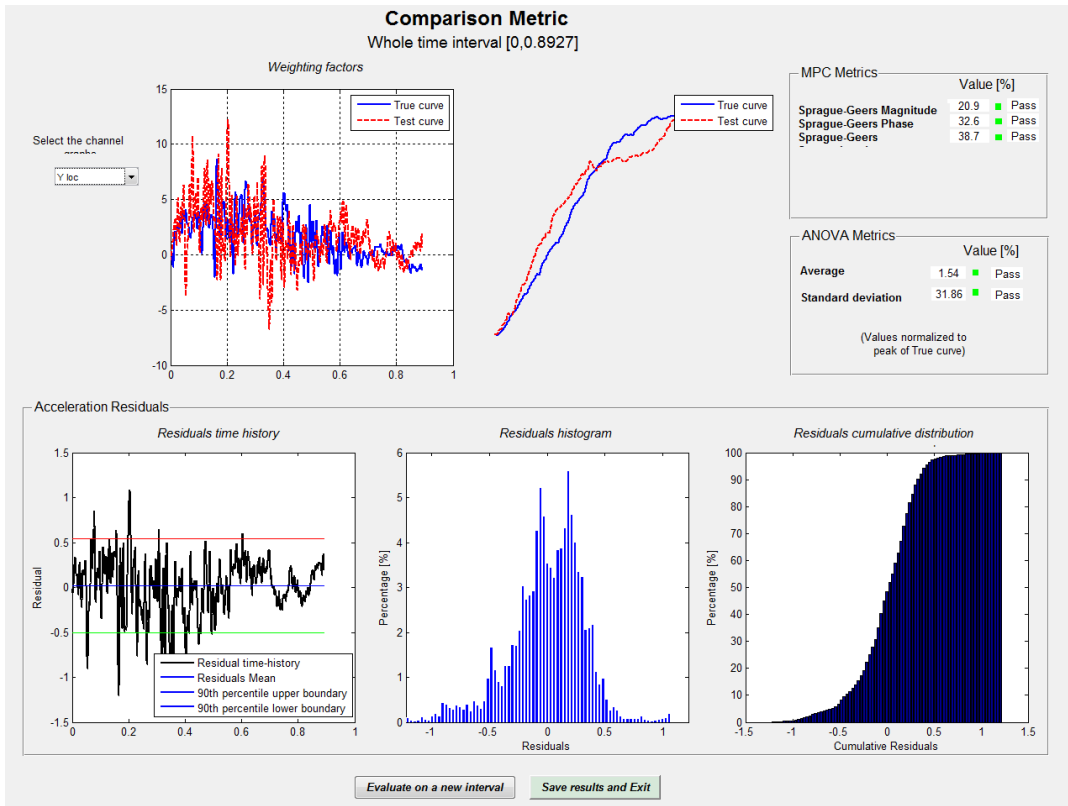 Comparison Metric
Whole time interval [0,0.8927]
Weighting factors
Select the channel
Y loc
15
10
5
0
-5
-10
0
0.2
0.4
0.6
0.8
1
True curve
Test curve
True curve
Test curve
MPC Metrics
Value [%]
Sprague-Geers Magnitude 20.9 Pass
Sprague-Geers Phase 32.6 Pass
Sprague-Geers 38.7 Pass
ANOVA Metrics
Value [%]
Average 1.54 Pass
Standard deviation 31.86 Pass
(Values normalized to
peak of True curve)
Acceleration Residuals
Residuals time history
Residual
1.5
1
0.5
0
-0.5
-1
-1.5
0
0.2
0.4
0.6
0.8
1
Residual time-history
Residuals Mean
90th percentile upper boundary
90th percentile lower boundary
Residuals histogram
Percentage [%]
6
5
4
3
2
1
0
-1
-0.5
0
0.5
1
Residuals
Residuals cumulative distribution
Percentage [%]
100
90
80
70
60
50
40
30
20
10
0
-1.5
-1
-0.5
0
0.5
1
1.5
Cumulative Residuals
Evaluate on a new interval
Save results and Exit